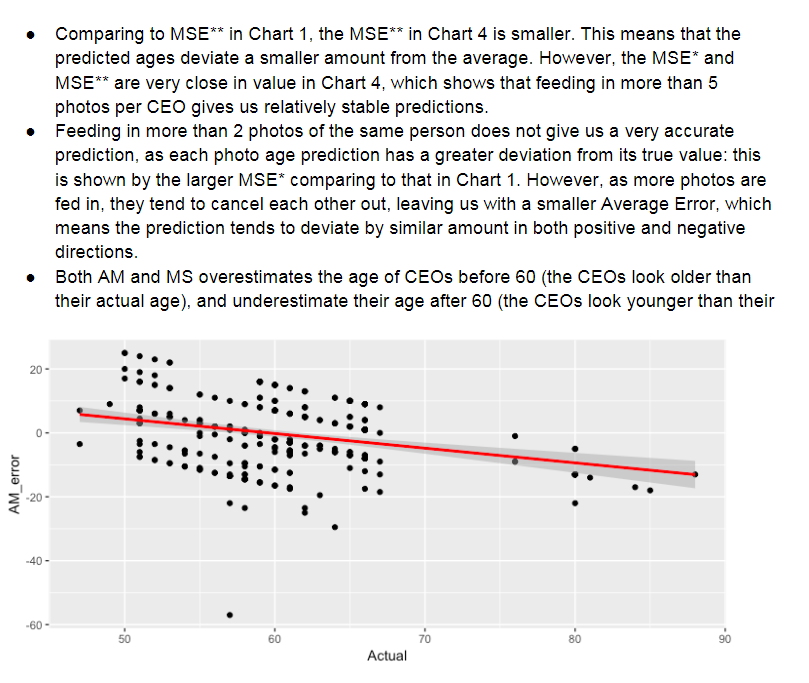 ● Comparing to MSE** in Chart 1, the MSE** in Chart 4 is smaller. This means that the
predicted ages deviate a smaller amount from the average. However, the MSE* and
MSE** are very close in value in Chart 4, which shows that feeding in more than 5
photos per CEO gives us relatively stable predictions.
● Feeding in more than 2 photos of the same person does not give us a very accurate
prediction, as each photo age prediction has a greater deviation from its true value: this
is shown by the larger MSE* comparing to that in Chart 1. However, as more photos are
fed in, they tend to cancel each other out, leaving us with a smaller Average Error, which
means the prediction tends to deviate by similar amount in both positive and negative
directions.
● Both AM and MS overestimates the age of CEOs before 60 (the CEOs look older than
their actual age), and underestimate their age after 60 (the CEOs look younger than their
20
0
-20
-40
-60
AM_error
50 60 70 80 90
Actual